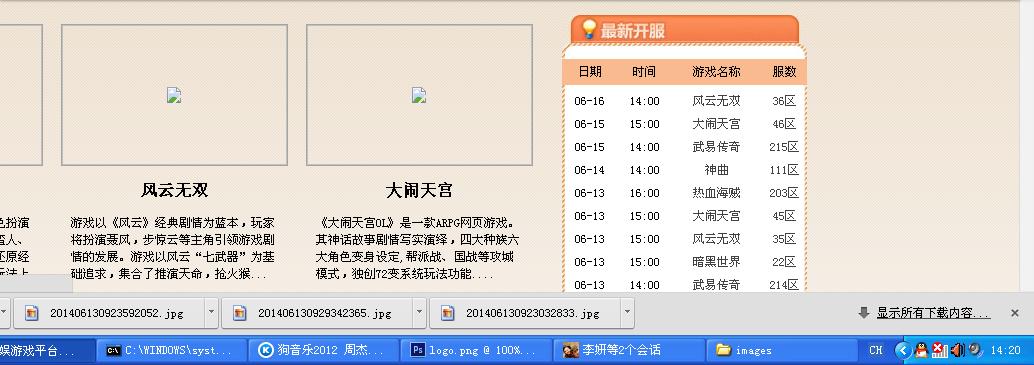 最新开服
日期 时间 游戏名称 服数
06-16 14:00 风云无双 36区
06-15 15:00 大闹天宫 46区
06-15 14:00 武易传奇 215区
06-14 14:00 神曲 111区
06-13 16:00 热血海贼 203区
06-13 15:00 大闹天宫 45区
06-13 15:00 风云无双 35区
06-13 15:00 暗黑世界 22区
06-13 14:00 武易传奇 214区
风云无双
游戏以《风云》经典剧情为蓝本，玩家
将扮演聂风，步惊云等主角引领游戏剧
情的发展。游戏以风云“七武器”为基
础追求，集合了推演天命，抢火猴...
大闹天宫
《大闹天宫OL》是一款ARPG网页游戏。
其神话故事剧情写实演绎，四大种族六
大角色变身设定,帮派战、国战等攻城
模式，独创72变系统玩法功能....
色扮演
蛮人、
还原经
玩法上
201406130923592052.jpg
201406130929342365.jpg
201406130923032833.jpg
显示所有下载内容...
娱游戏平台...
C:\WINDOWS\syst...
狗音乐2012 周杰...
logo.png @ 100%...
李妍等2个会话
images
CH
14:20